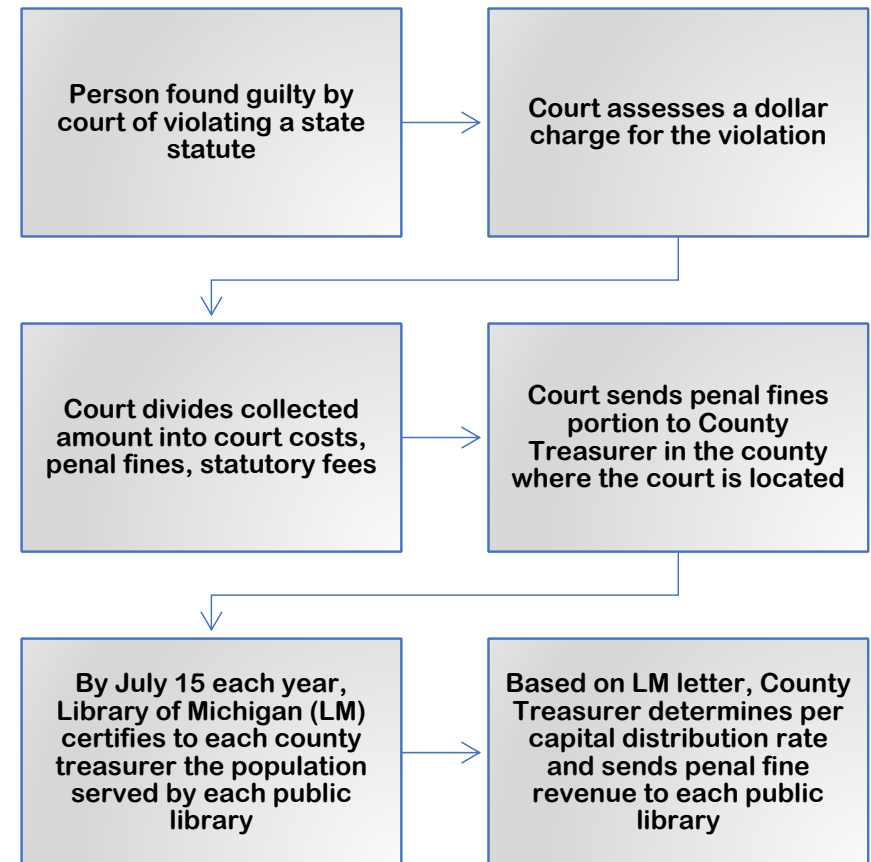 Person found guilty by
court of violating a state
statute
Court assesses a dollar
charge for the violation
Court divides collected
amount into court costs,
penal fines, statutory fees
Court sends penal fines
portion to County
Treasurer in the county
where the court is located
By July 15 each year,
Library of Michigan (LM)
certifies to each county
treasurer the population
served by each public
library
Based on LM letter, County
Treasurer determines per
capital distribution rate
and sends penal fine
revenue to each public
library